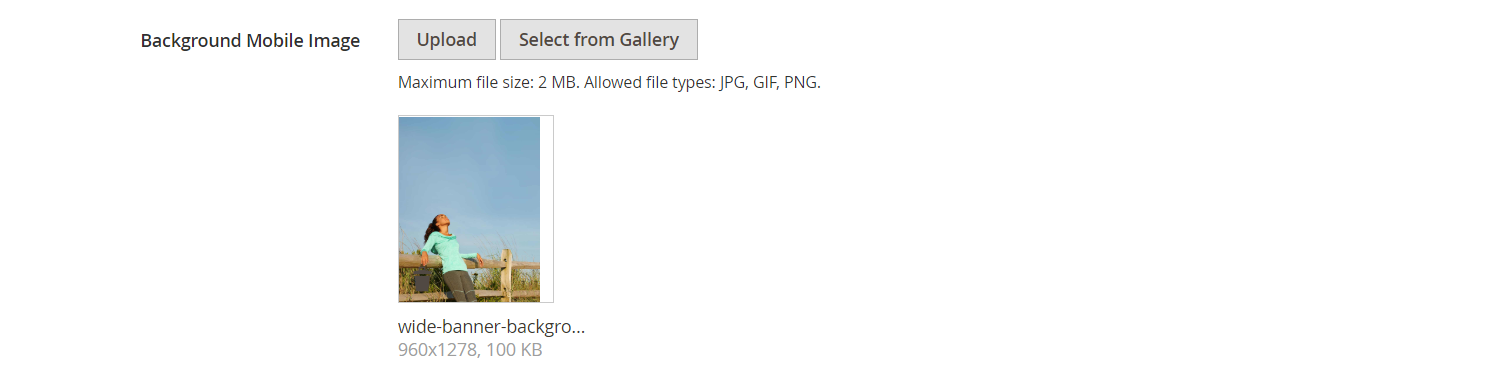 Background Mobile Image
Upload
Select from Gallery
Maximum file size: 2 MB. Allowed file types: JPG, GIF, PNG.
wide-banner-backgro...
960x1278, 100 KB